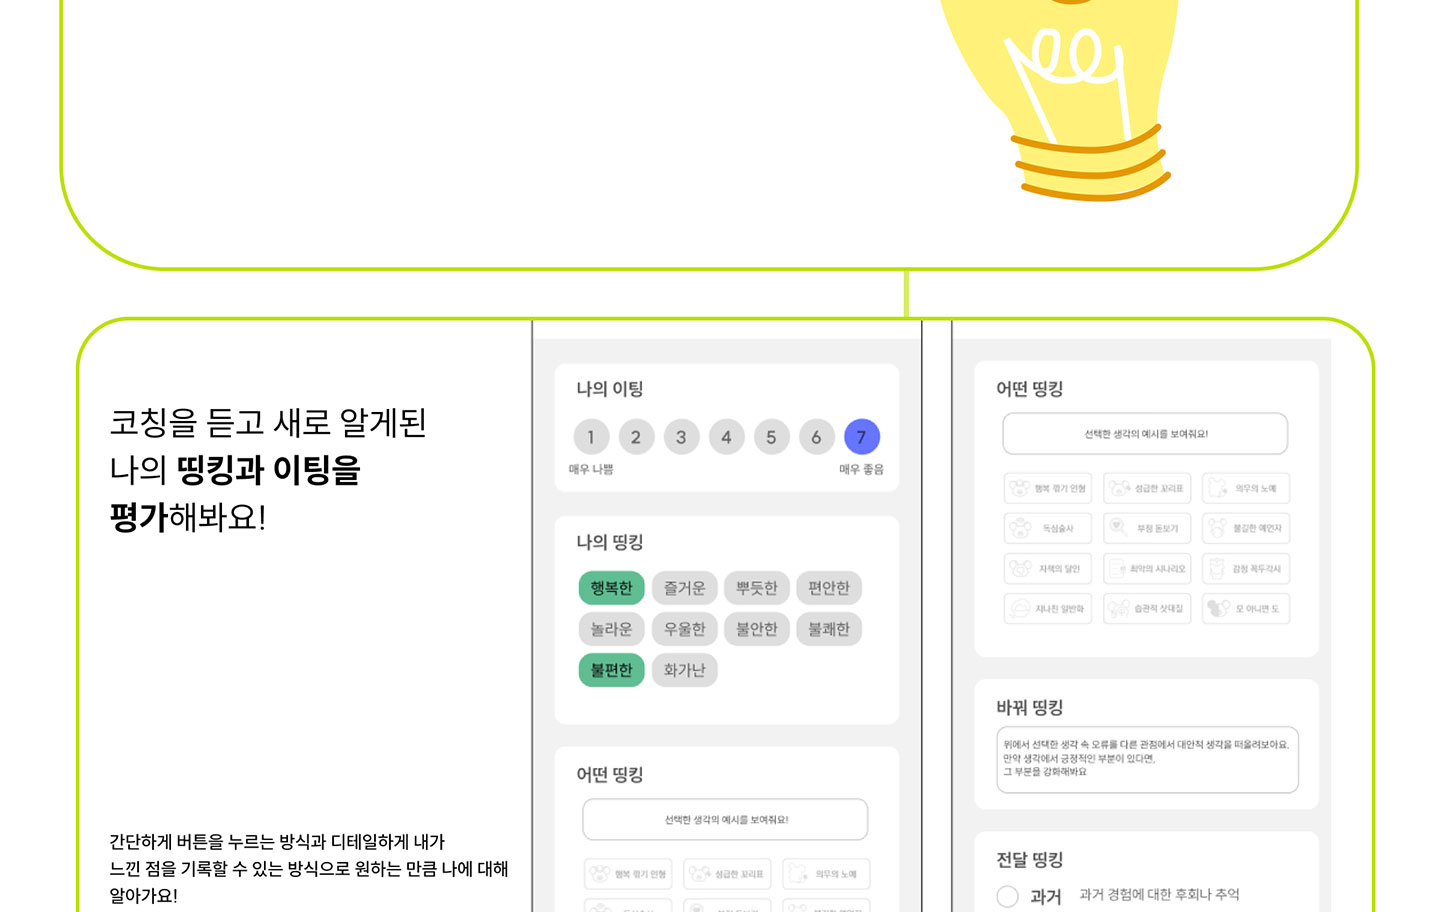 코칭을 듣고 새로 알게된
나의 띵킹과 이팅을
평가해봐요!
간단하게 버튼을 누르는 방식과 디테일하게 내가
느낀 점을 기록할 수 있는 방식으로 원하는 만큼 나에 대해
알아가요!
나의 이팅
1 2 3 4 5 6 7
매우 나쁨 매우 좋음
나의 띵킹
행복한 즐거운 뿌듯한 편안한
놀라운 우울한 불안한 불쾌한
불편한 화가난
어떤 띵킹
선택한 생각의 예시를 보여줘요!
행복 꺾기 인형 성급한 꼬리표 의무의 노예
어떤 띵킹
선택한 생각의 예시를 보여줘요!
행복 꺾기 인형 성급한 꼬리표 의무의 노예
독심술사 부정 돋보기 불길한 예언자
자책의 달인 최악의 시나리오 감정 꼭두각시
지나친 일반화 습관적 삿대질 모 아니면 도
바꿔 띵킹
위에서 선택한 생각 속 오류를 다른 관점에서 대안적 생각을 떠올려보아요.
만약 생각에서 긍정적인 부분이 있다면,
그 부분을 강화해봐요
전달 띵킹
과거 과거 경험에 대한 후회나 추억